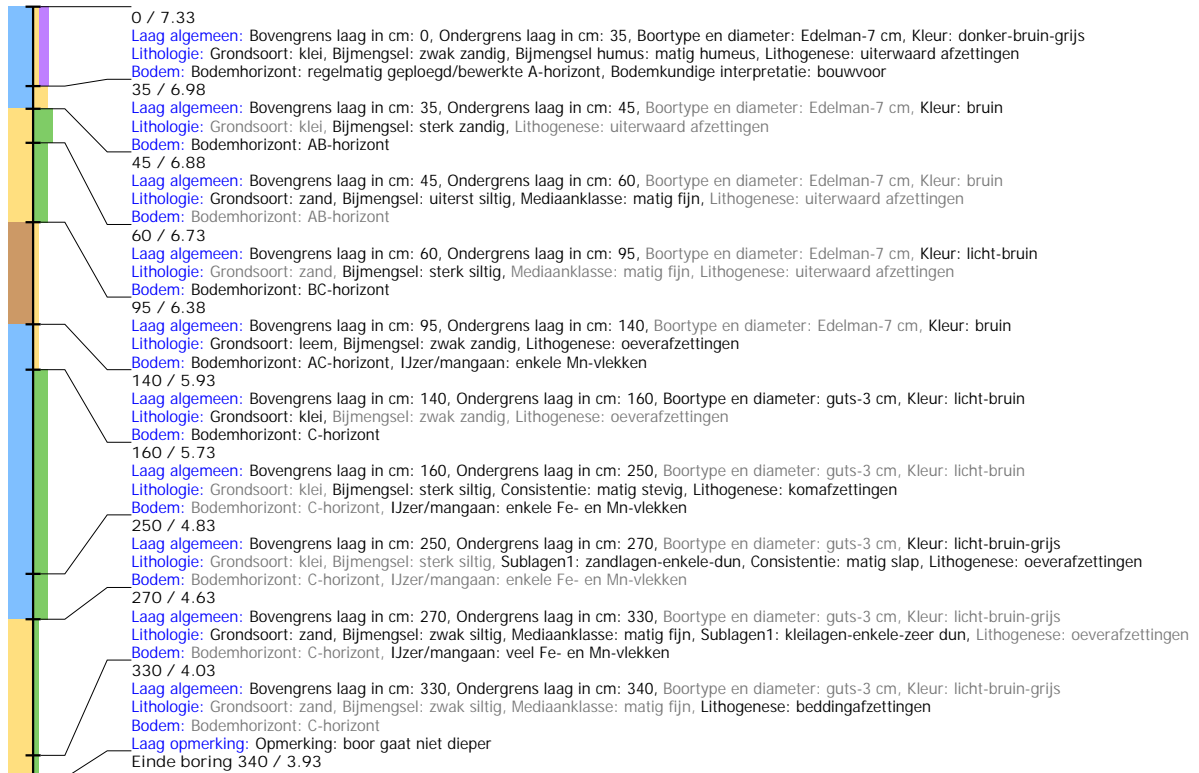 0 / 7.33
Laag algemeen: Bovengrens laag in cm: 0, Ondergrens laag in cm: 35, Boortype en diameter: Edelman-7 cm, Kleur: donker-bruin-grijs
Lithologie: Grondsoort: klei, Bijmengsel: zwak zandig, Bijmengsel humus: matig humeus, Lithogenese: uiterwaard afzettingen
Bodem: Bodemhorizont: regelmatig geploegd/bewerkte A-horizont, Bodemkundige interpretatie: bouwvoor
35 / 6.98
Laag algemeen: Bovengrens laag in cm: 35, Ondergrens laag in cm: 45, Boortype en diameter: Edelman-7 cm, Kleur: bruin
Lithologie: Grondsoort: klei, Bijmengsel: sterk zandig, Lithogenese: uiterwaard afzettingen
Bodem: Bodemhorizont: AB-horizont
45 / 6.88
Laag algemeen: Bovengrens laag in cm: 45, Ondergrens laag in cm: 60, Boortype en diameter: Edelman-7 cm, Kleur: bruin
Lithologie: Grondsoort: zand, Bijmengsel: uiterst siltig, Mediaanklasse: matig fijn, Lithogenese: uiterwaard afzettingen
Bodem: Bodemhorizont: AB-horizont
60 / 6.73
Laag algemeen: Bovengrens laag in cm: 60, Ondergrens laag in cm: 95, Boortype en diameter: Edelman-7 cm, Kleur: licht-bruin
Lithologie: Grondsoort: zand, Bijmengsel: sterk siltig, Mediaanklasse: matig fijn, Lithogenese: uiterwaard afzettingen
Bodem: Bodemhorizont: BC-horizont
95 / 6.38
Laag algemeen: Bovengrens laag in cm: 95, Ondergrens laag in cm: 140, Boortype en diameter: Edelman-7 cm, Kleur: bruin
Lithologie: Grondsoort: leem, Bijmengsel: zwak zandig, Lithogenese: oeverafzettingen
Bodem: Bodemhorizont: AC-horizont, IJzer/mangaan: enkele Mn-vlekken
140 / 5.93
Laag algemeen: Bovengrens laag in cm: 140, Ondergrens laag in cm: 160, Boortype en diameter: guts-3 cm, Kleur: licht-bruin
Lithologie: Grondsoort: klei, Bijmengsel: zwak zandig, Lithogenese: oeverafzettingen
Bodem: Bodemhorizont: C-horizont
160 / 5.73
Laag algemeen: Bovengrens laag in cm: 160, Ondergrens laag in cm: 250, Boortype en diameter: guts-3 cm, Kleur: licht-bruin
Lithologie: Grondsoort: klei, Bijmengsel: sterk siltig, Consistentie: matig stevig, Lithogenese: komafzettingen
Bodem: Bodemhorizont: C-horizont, IJzer/mangaan: enkele Fe- en Mn-vlekken
250 / 4.83
Laag algemeen: Bovengrens laag in cm: 250, Ondergrens laag in cm: 270, Boortype en diameter: guts-3 cm, Kleur: licht-bruin-grijs
Lithologie: Grondsoort: klei, Bijmengsel: sterk siltig, Sublagen1: zandlagen-enkele-dun, Consistentie: matig slap, Lithogenese: oeverafzettingen
Bodem: Bodemhorizont: C-horizont, IJzer/mangaan: enkele Fe- en Mn-vlekken
270 / 4.63
Laag algemeen: Bovengrens laag in cm: 270, Ondergrens laag in cm: 330, Boortype en diameter: guts-3 cm, Kleur: licht-bruin-grijs
Lithologie: Grondsoort: zand, Bijmengsel: zwak siltig, Mediaanklasse: matig fijn, Sublagen1: kleilagen-enkele-zeer dun, Lithogenese: oeverafzettingen
Bodem: Bodemhorizont: C-horizont, IJzer/mangaan: veel Fe- en Mn-vlekken
330 / 4.03
Laag algemeen: Bovengrens laag in cm: 330, Ondergrens laag in cm: 340, Boortype en diameter: guts-3 cm, Kleur: licht-bruin-grijs
Lithologie: Grondsoort: zand, Bijmengsel: zwak siltig, Mediaanklasse: matig fijn, Lithogenese: beddingafzettingen
Bodem: Bodemhorizont: C-horizont
Laag opmerking: Opmerking: boor gaat niet dieper
Einde boring 340 / 3.93